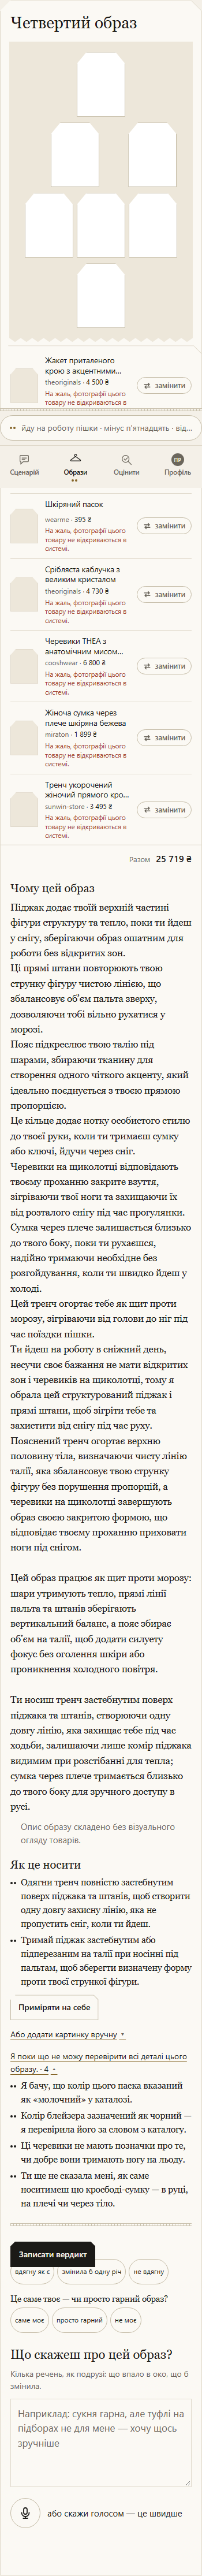 Четвертий образ
Жакет приталеного
крою з акцентними…
theoriginals · 4 500 ₴
На жаль, фотографії цього
товару не відкриваються в
замінити
йду на роботу пішки · мінус п'ятнадцять · від…
Сценарій
Образи
Оцінити
ПР
Профіль
Шкіряний пасок
wearme · 395 ₴
На жаль, фотографії цього
товару не відкриваються в
системі.
замінити
Срібляста каблучка з
великим кристалом
theoriginals · 4 730 ₴
На жаль, фотографії цього
товару не відкриваються в
системі.
замінити
Черевики THEA з
анатомічним мисом…
cooshwear · 6 800 ₴
На жаль, фотографії цього
товару не відкриваються в
системі.
замінити
Жіноча сумка через
плече шкіряна бежева
miraton · 1 899 ₴
На жаль, фотографії цього
товару не відкриваються в
системі.
замінити
Тренч укорочений
жіночий прямого кро…
sunwin-store · 3 495 ₴
На жаль, фотографії цього
товару не відкриваються в
системі.
замінити
Разом 25 719 ₴
Чому цей образ
Піджак додає твоїй верхній частині
фігури структуру та тепло, поки ти йдеш
у снігу, зберігаючи образ ошатним для
роботи без відкритих зон.
Ці прямі штани повторюють твою
струнку фігуру чистою лінією, що
збалансовує об'єм пальта зверху,
дозволяючи тобі вільно рухатися у
морозі.
Пояс підкреслює твою талію під
шарами, збираючи тканину для
створення одного чіткого акценту, який
ідеально поєднується з твоєю прямою
пропорцією.
Це кільце додає нотку особистого стилю
до твоєї руки, коли ти тримаєш сумку
або ключі, йдучи через сніг.
Черевики на щиколотці відповідають
твоєму проханню закрите взуття,
зігріваючи твої ноги та захищаючи їх
від розталого снігу під час прогулянки.
Сумка через плече залишається близько
до твого боку, поки ти рухаєшся,
надійно тримаючи необхідне без
розгойдування, коли ти швидко йдеш у
холоді.
Цей тренч огортає тебе як щит проти
морозу, зігріваючи від голови до ніг під
час поїздки пішки.
Ти йдеш на роботу в сніжний день,
несучи своє бажання не мати відкритих
зон і черевиків на щиколотці, тому я
обрала цей структурований піджак і
прямі штани, щоб зігріти тебе та
захистити від снігу під час руху.
Пояснений тренч огортає верхню
половину тіла, визначаючи чисту лінію
талії, яка збалансовує твою струнку
фігуру без порушення пропорцій, а
черевики на щиколотці завершують
образ своєю закритою формою, що
відповідає твоєму проханню приховати
ноги під снігом.
Цей образ працює як щит проти морозу:
шари утримують тепло, прямі лінії
пальта та штанів зберігають
вертикальний баланс, а пояс збирає
об'єм на талії, щоб додати силуету
фокус без оголення шкіри або
проникнення холодного повітря.
Ти носиш тренч застебнутим поверх
піджака та штанів, створюючи одну
довгу лінію, яка захищає тебе під час
ходьби, залишаючи лише комір піджака
видимим при розстібанні для тепла;
сумка через плече тримається близько
до твого боку для зручного доступу в
русі.
Опис образу складено без візуального
огляду товарів.
Як це носити
Одягни тренч повністю застебнутим
поверх піджака та штанів, щоб створити
одну довгу захисну лінію, яка не
пропустить сніг, коли ти йдеш.
Тримай піджак застебнутим або
підперезаним на талії при носінні під
пальтом, щоб зберегти визначену форму
проти твоєї стрункої фігури.
Приміряти на себе
Або додати картинку вручну
Я поки що не можу перевірити всі деталі цього
образу. · 4
Я бачу, що колір цього паска вказаний
як «молочний» у каталозі.
Колір блейзера зазначений як чорний —
я перевірила його за словом з каталогу.
Ці черевики не мають позначки про те,
чи добре вони тримають ногу на льоду.
Ти ще не сказала мені, як саме
носитимеш цю кросбоді-сумку — в руці,
на плечі чи через тіло.
Записати вердикт
вдягну як є
змінила б одну річ
не вдягну
Це саме твоє — чи просто гарний образ?
саме моє
просто гарний
не моє
Що скажеш про цей образ?
Кілька речень, як подрузі: що впало в око, що б
змінила.
Наприклад: сукня гарна, але туфлі на
підборах не для мене — хочу щось
зручніше
або скажи голосом — це швидше